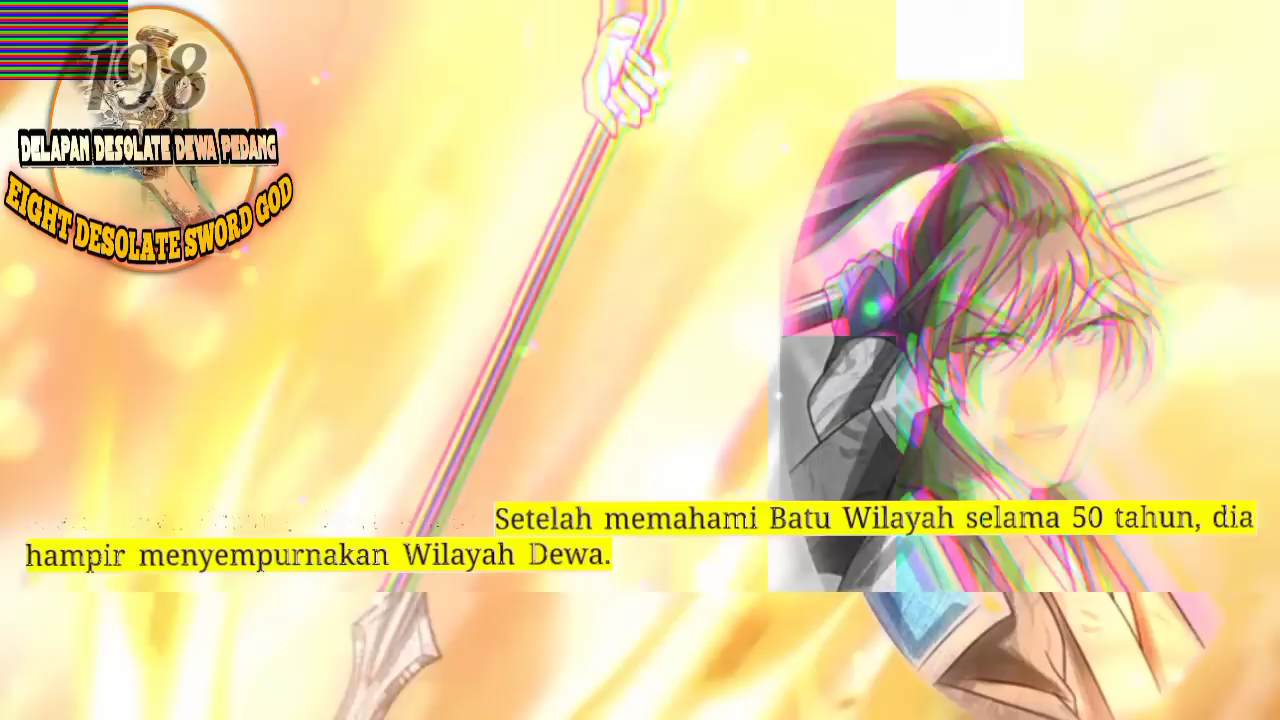 198
DELAPAN DESOLATE DEWA PEDANG
EIGHT DESOLATE SWORD GOD
Setelah memahami Batu Wilayah selama 50 tahun, dia
hampir menyempurnakan Wilayah Dewa.